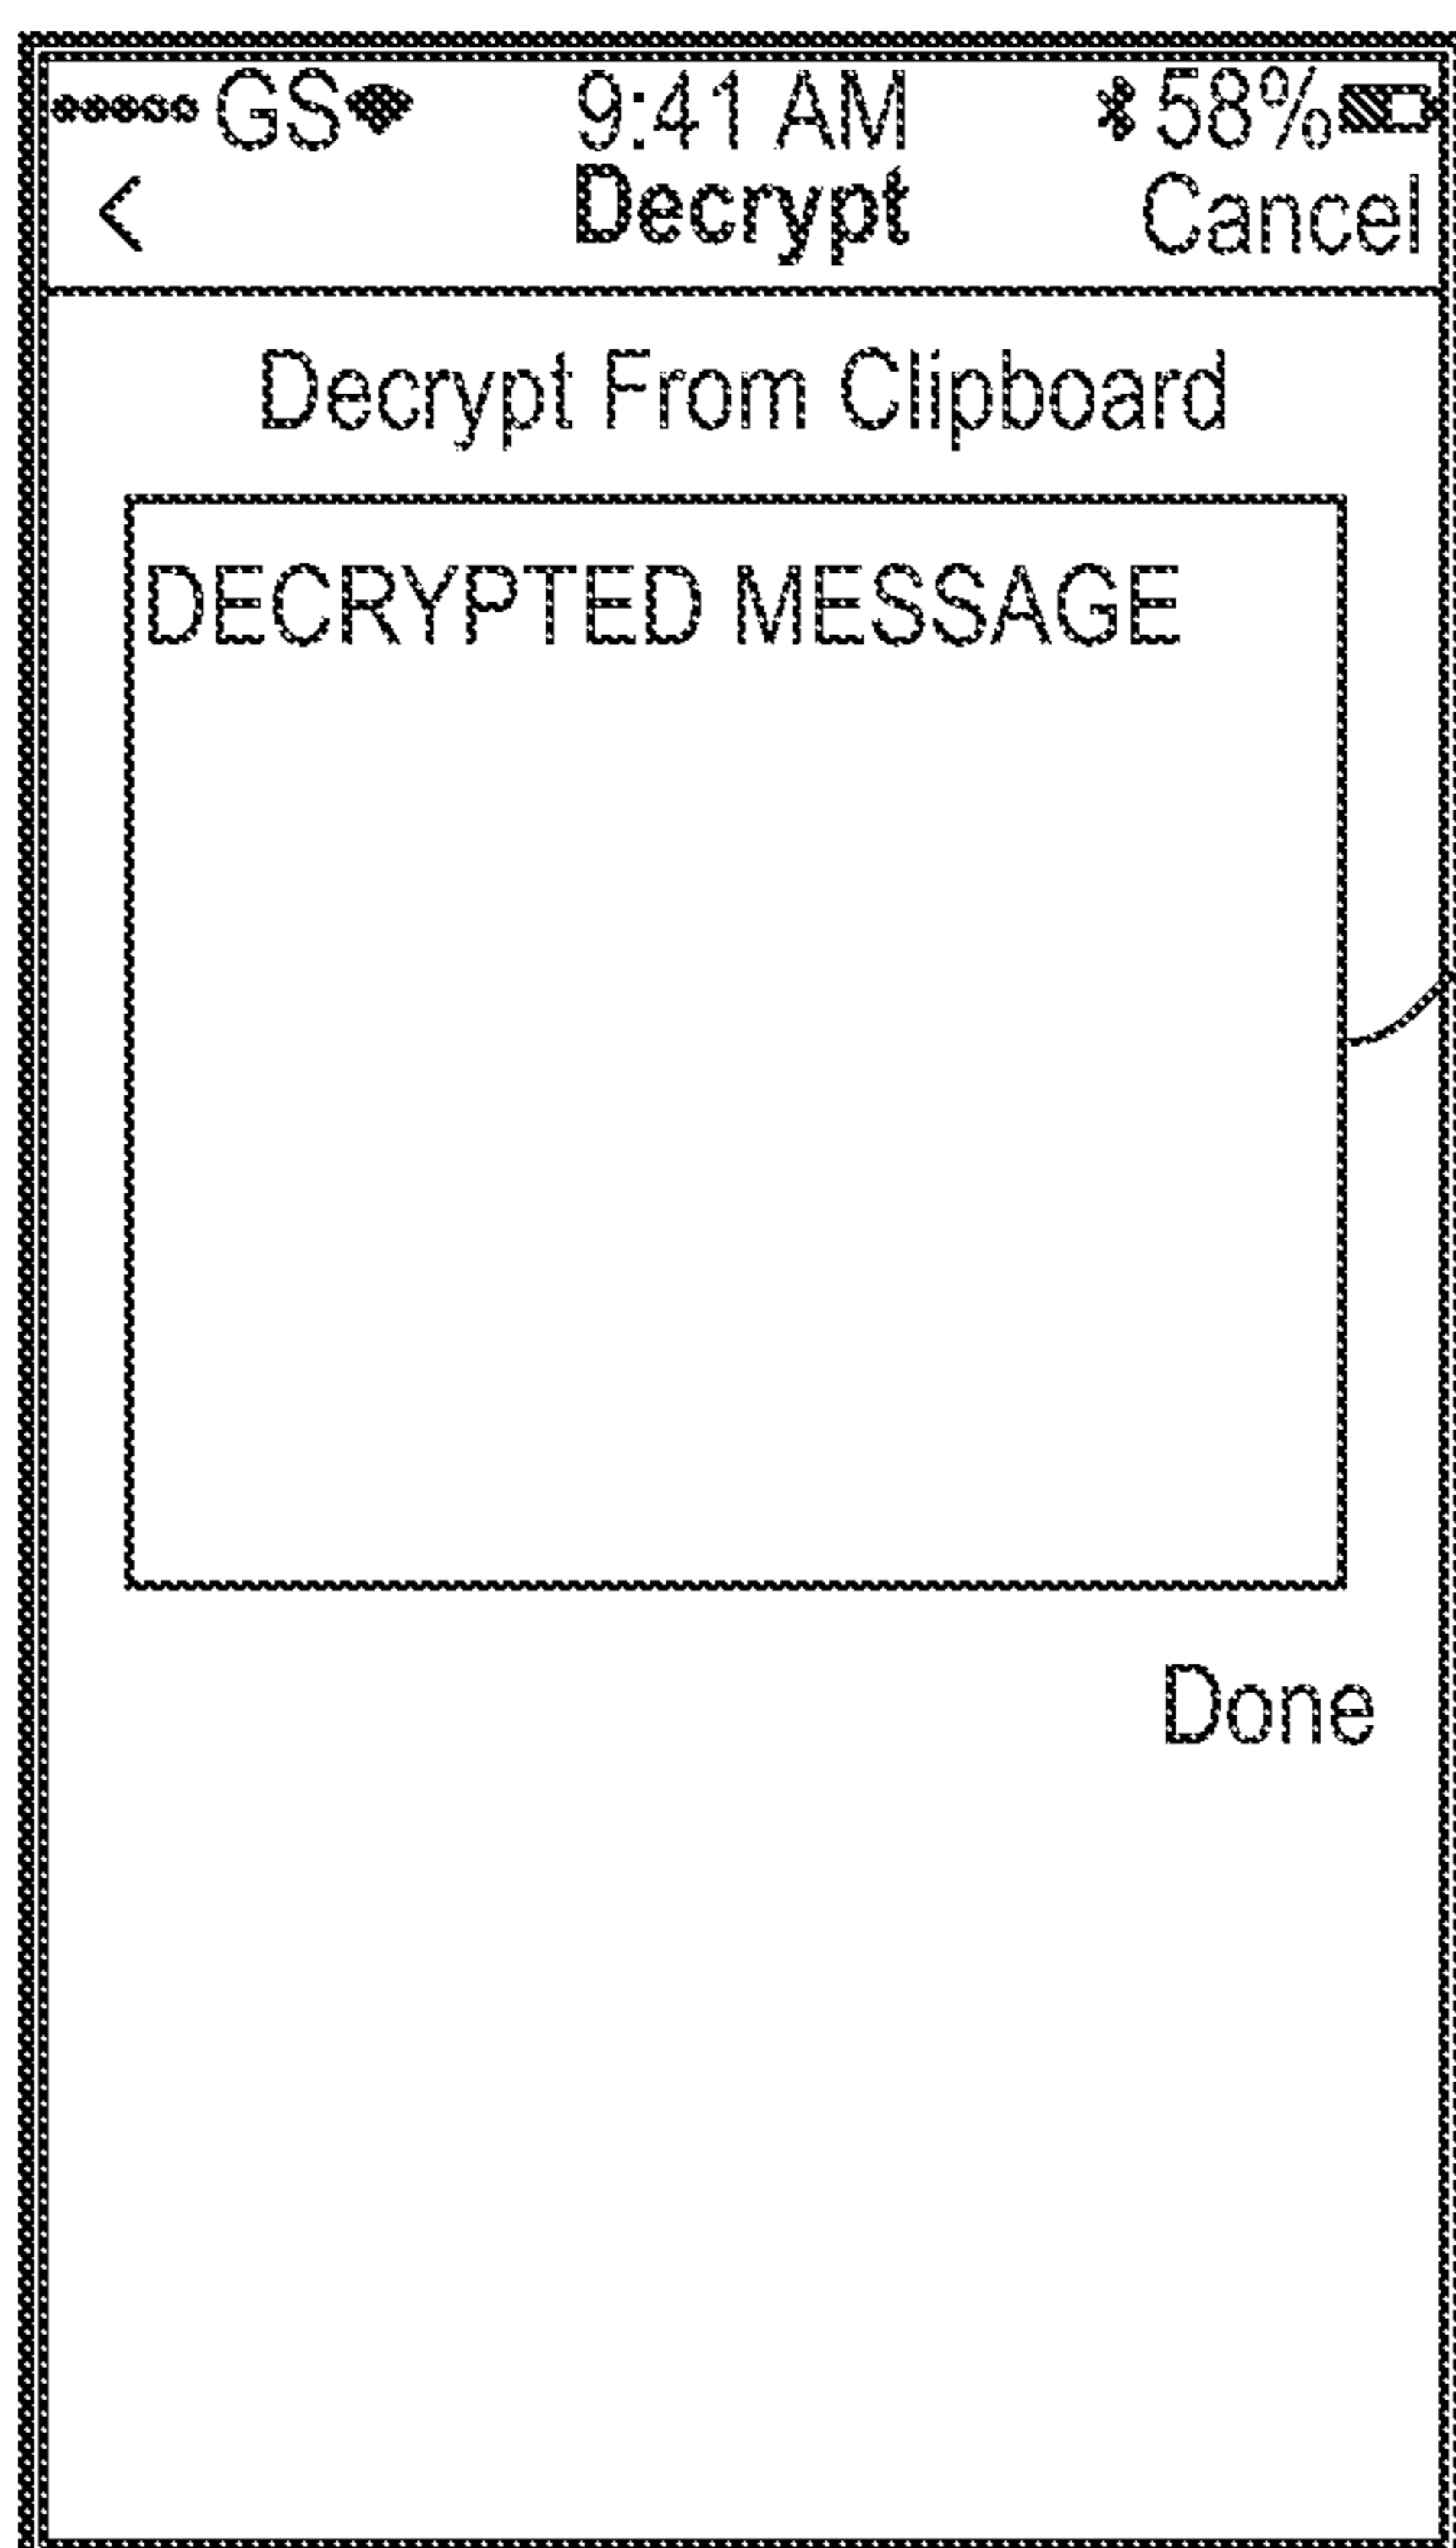 GS 9:41 AM 58%
< Decrypt Cancel
Decrypt From Clipboard
DECRYPTED MESSAGE
Done